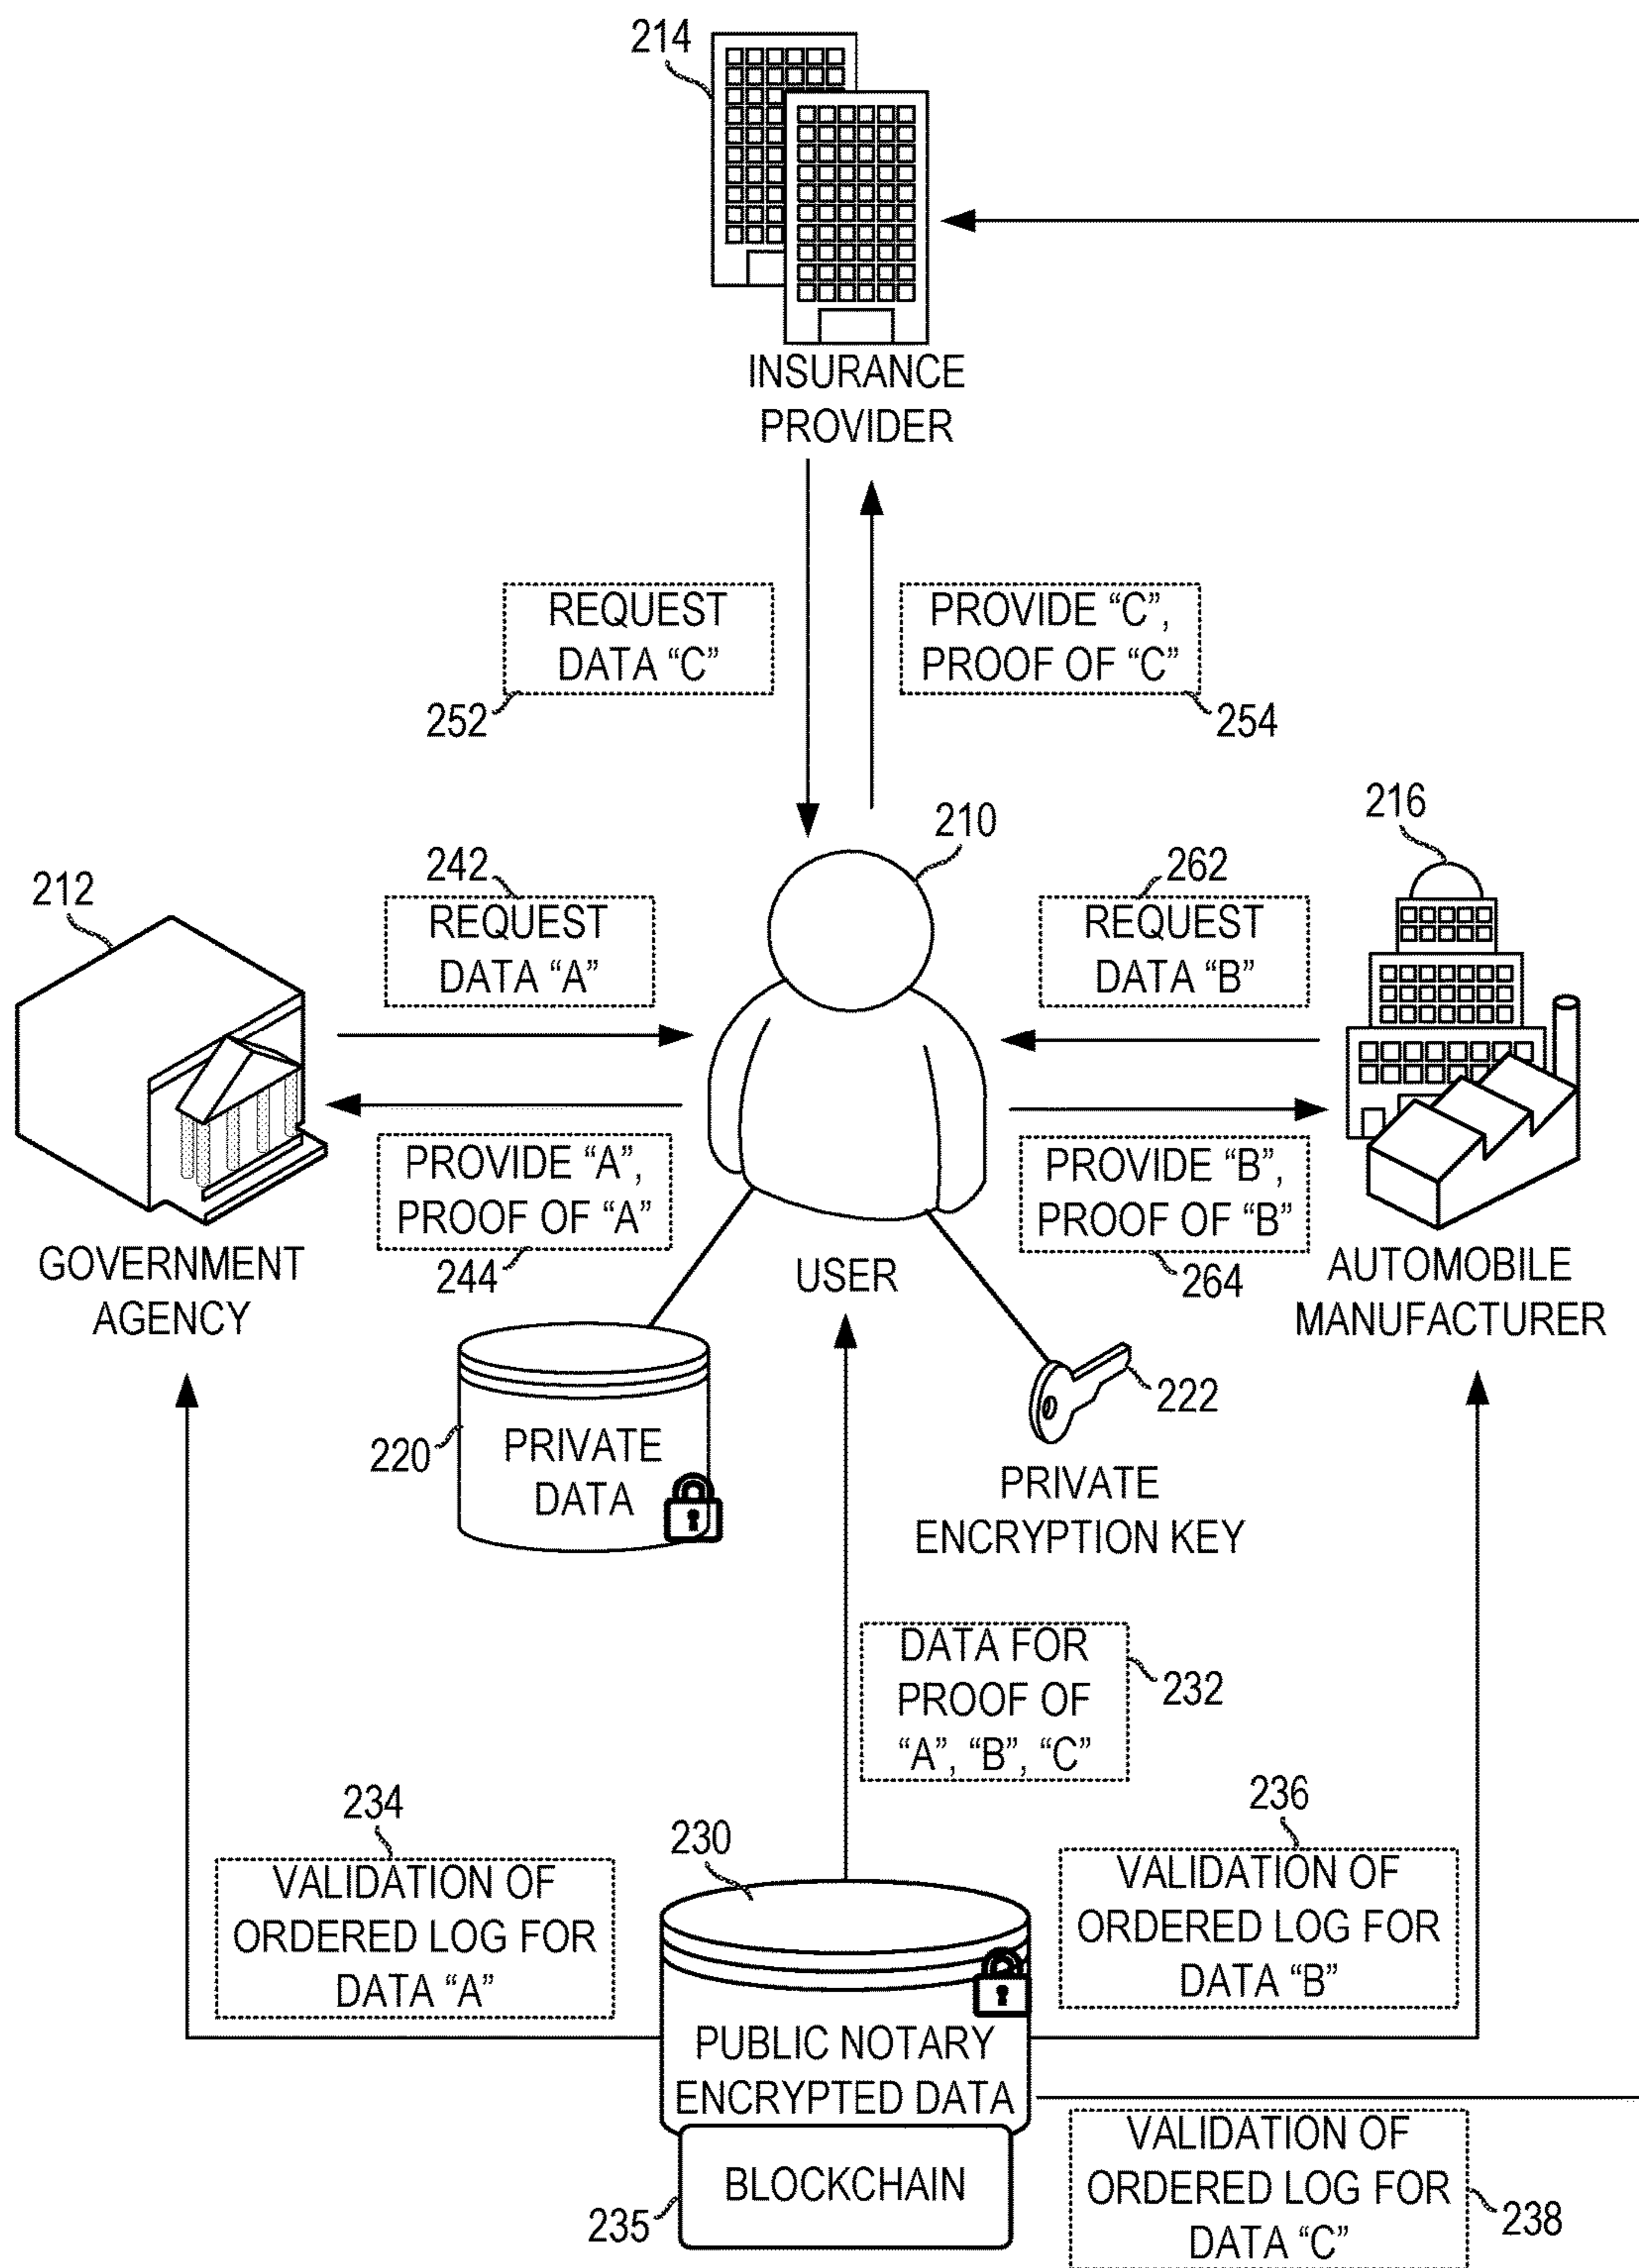 214
INSURANCE
PROVIDER
REQUEST
DATA “C”
252
PROVIDE “C”,
PROOF OF “C”
254
210
216
212
242
REQUEST
DATA “A”
262
REQUEST
DATA “B”
PROVIDE “A”,
PROOF OF “A”
244
PROVIDE “B”,
PROOF OF “B”
264
GOVERNMENT
AGENCY
USER
AUTOMOBILE
MANUFACTURER
220
PRIVATE
DATA
222
PRIVATE
ENCRYPTION KEY
DATA FOR
PROOF OF
“A”, “B”, “C”
232
234
VALIDATION OF
ORDERED LOG FOR
DATA “A”
230
236
VALIDATION OF
ORDERED LOG FOR
DATA “B”
PUBLIC NOTARY
ENCRYPTED DATA
BLOCKCHAIN
235
VALIDATION OF
ORDERED LOG FOR
DATA “C”
238